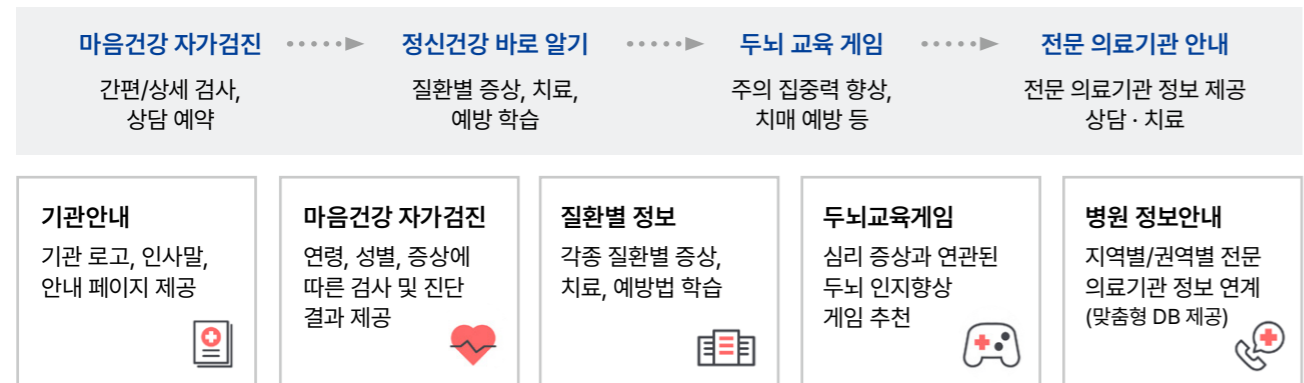 마음건강 자가검진
정신건강 바로 알기
두뇌 교육 게임
전문 의료기관 안내
간편/상세 검사,
상담 예약
질환별 증상, 치료,
예방 학습
주의 집중력 향상,
치매 예방 등
전문 의료기관 정보 제공
상담 · 치료
기관안내
기관 로고, 인사말,
안내 페이지 제공
마음건강 자가검진
연령, 성별, 증상에
따른 검사 및 진단
결과 제공
질환별 정보
각종 질환별 증상,
치료, 예방법 학습
두뇌교육게임
심리 증상과 연관된
두뇌 인지향상
게임 추천
병원 정보안내
지역별/권역별 전문
의료기관 정보 연계
(맞춤형 DB 제공)